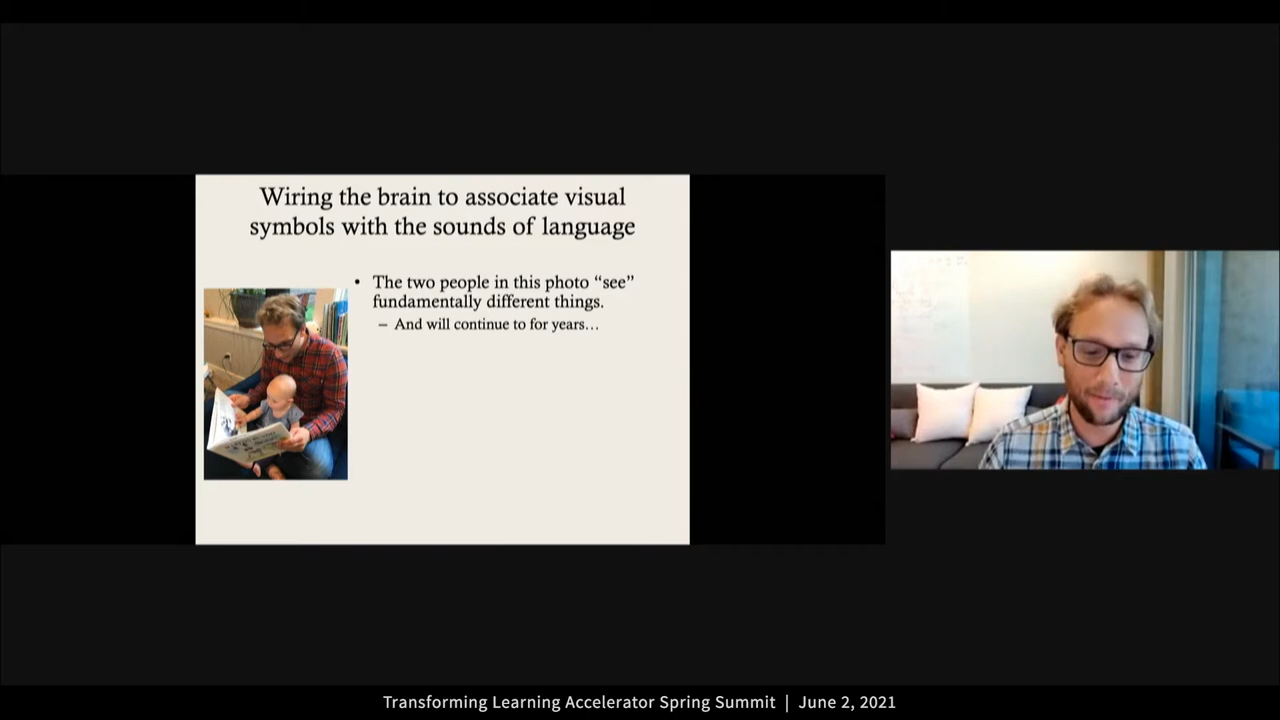 Wiring the brain to associate visual
symbols with the sounds of language
• The two people in this photo “see”
fundamentally different things.
– And will continue to for years…
Transforming Learning Accelerator Spring Summit | June 2, 2021